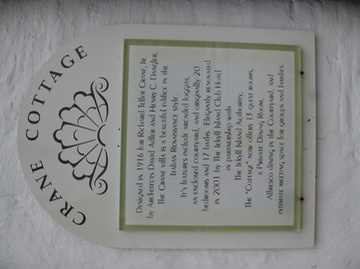 CRANE COTTAGE
Designed in 1916 for Richard Teller Crane, Jr.
by Architects David Adler and Henry C. Dangler,
The Crane villa is a beautiful edifice in the
Italian Renaissance style.
It's features include arcaded loggias,
an enclosed courtyard, and originally 20
bedrooms and 17 baths. Elegantly restored
in 2001 by The Jekyll Island Club Hotel
in partnership with
The Jekyll Island Authority,
The "Cottage" now offers 13 guest rooms,
a Private Dining Room,
Alfresco dining in the Courtyard, and
intimate meeting space for groups and families.